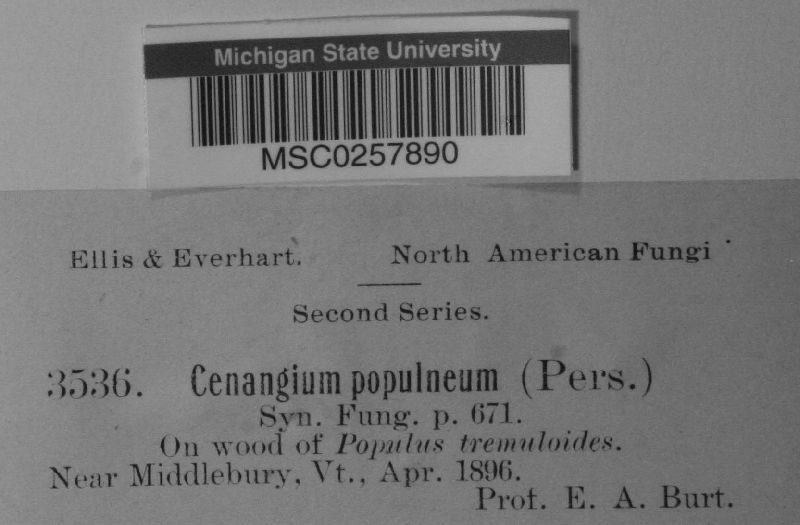 Michigan State University
MSC0257890
Ellis & Everhart. North American Fungi
Second Series.
3536. Cenangium populneum (Pers.)
Syn. Fung. p. 671.
On wood of Populus tremuloides.
Near Middlebury, Vt., Apr. 1896.
Prof. E. A. Burt.